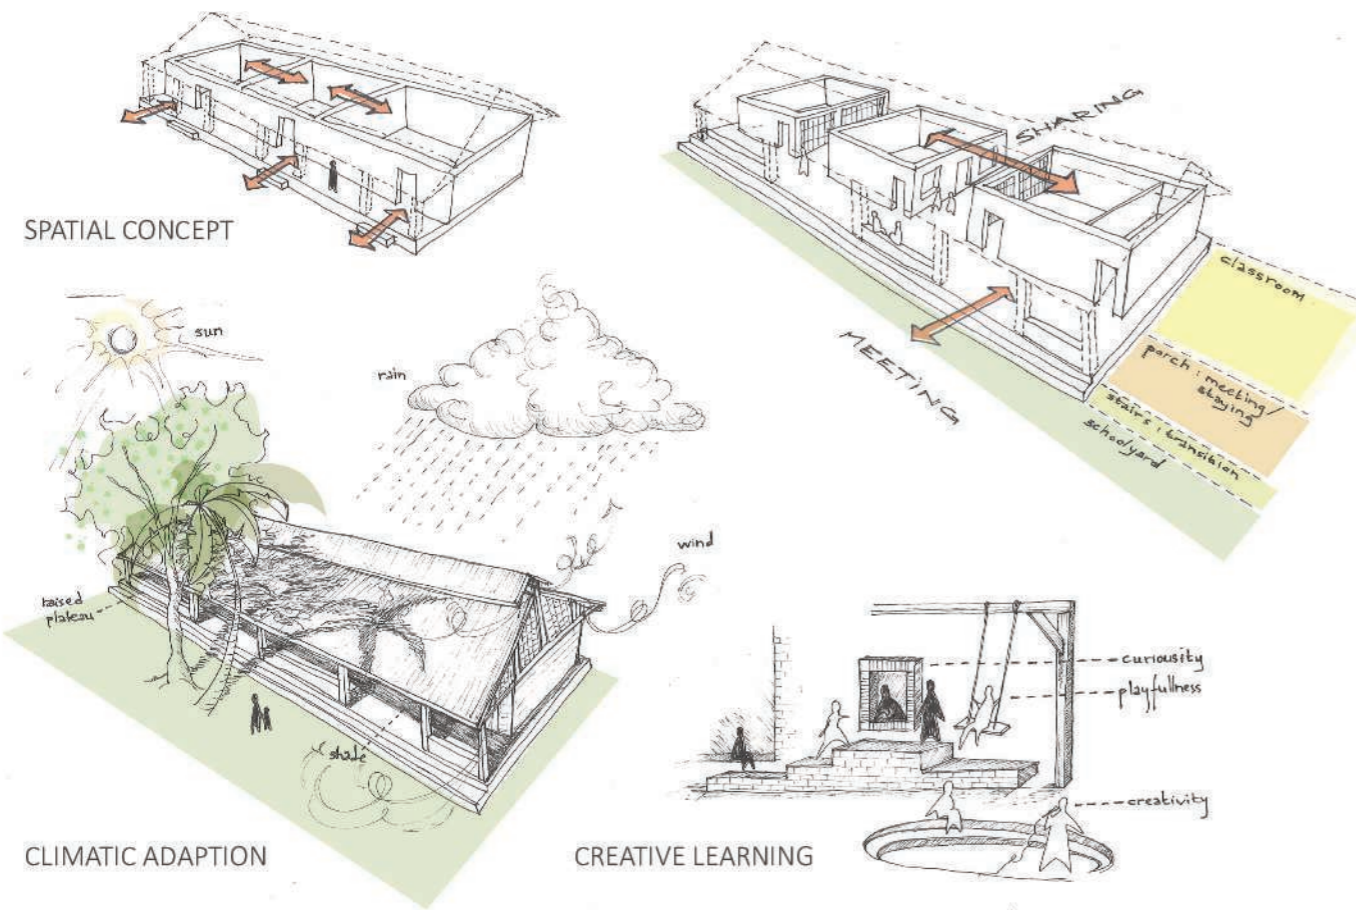 SHARING
SPATIAL CONCEPT
classroom
MEETING
porch : meeting/
staying
stairs : transition
schoolyard
sun
rain
wind
raised
plateau
shade
curiousity
playfullness
creativity
CLIMATIC ADAPTION
CREATIVE LEARNING